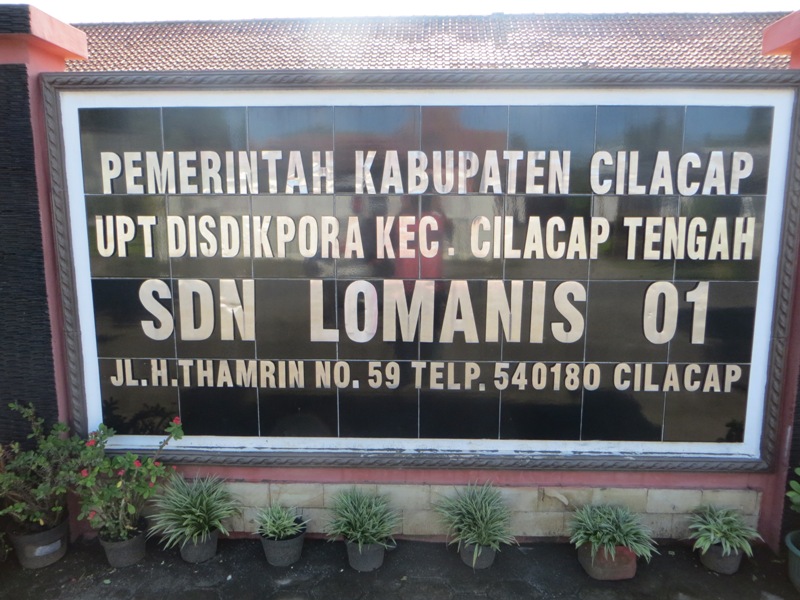 PEMERINTAH KABUPATEN CILACAP
UPT DISDIKPORA KEC. CILACAP TENGAH
SDN LOMANIS 01
JL.H.THAMRIN NO. 59 TELP. 540180 CILACAP